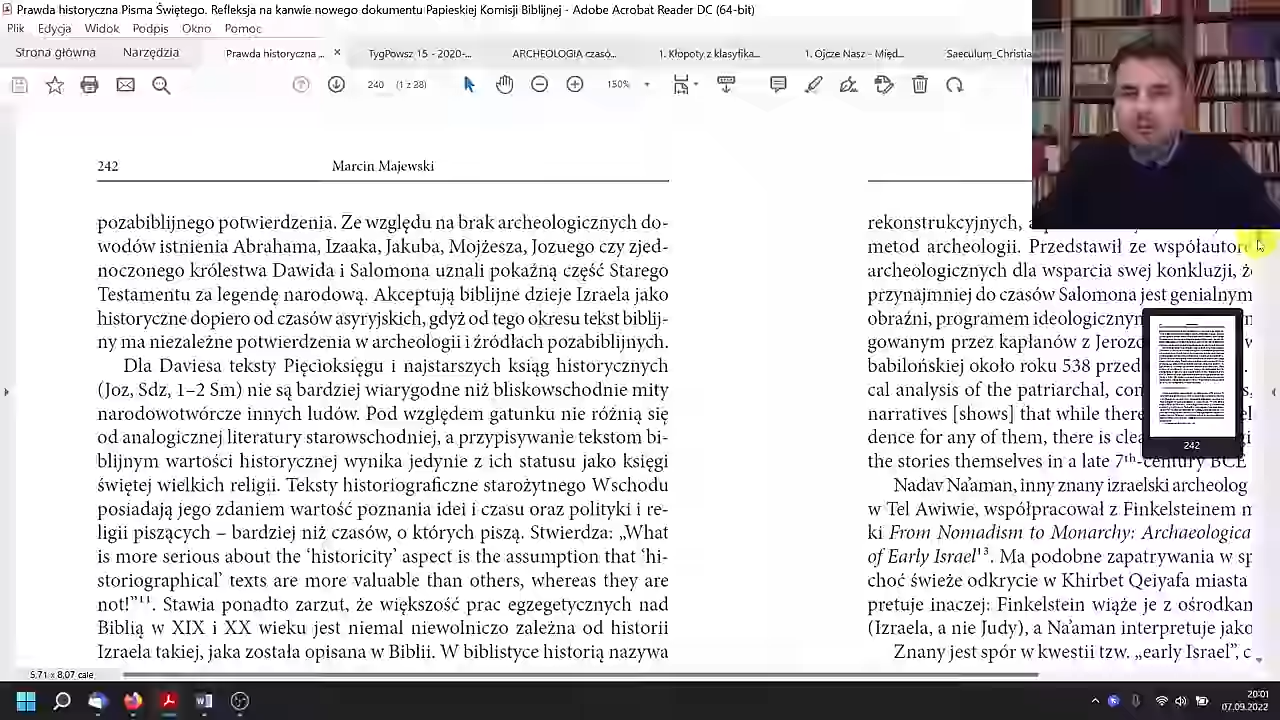 Prawda historyczna Pisma Świętego. Refleksja na kanwie nowego dokumentu Papieskiej Komisji Biblijnej - Adobe Acrobat Reader DC (64-bit)
Plik Edycja Widok Podpis Okno Pomoc
Strona główna Narzędzia Prawda historyczna ... × TygPowsz 15 - 2020-... ARCHEOLOGIA czasó... 1. Kłopoty z klasyfika... 1. Ojcze Nasz – Międ... Saeculum_Christia
240 (1 z 28) 150%
242 Marcin Majewski
pozabiblijnego potwierdzenia. Ze względu na brak archeologicznych do-
wodów istnienia Abrahama, Izaaka, Jakuba, Mojżesza, Jozuego czy zjed-
noczonego królestwa Dawida i Salomona uznali pokaźną część Starego
Testamentu za legendę narodową. Akceptują biblijne dzieje Izraela jako
historyczne dopiero od czasów asyryjskich, gdyż od tego okresu tekst biblij-
ny ma niezależne potwierdzenia w archeologii i źródłach pozabiblijnych.
Dla Daviesa teksty Pięcioksięgu i najstarszych ksiąg historycznych
(Joz, Sdz, 1–2 Sm) nie są bardziej wiarygodne niż bliskowschodnie mity
narodowotwórcze innych ludów. Pod względem gatunku nie różnią się
od analogicznej literatury starowschodniej, a przypisywanie tekstom bi-
blijnym wartości historycznej wynika jedynie z ich statusu jako księgi
świętej wielkich religii. Teksty historiograficzne starożytnego Wschodu
posiadają jego zdaniem wartość poznania idei i czasu oraz polityki i re-
ligii piszących – bardziej niż czasów, o których piszą. Stwierdza: „What
is more serious about the ‘historicity’ aspect is the assumption that ‘hi-
storiographical’ texts are more valuable than others, whereas they are
not!”¹¹. Stawia ponadto zarzut, że większość prac egzegetycznych nad
Biblią w XIX i XX wieku jest niemal niewolniczo zależna od historii
Izraela takiej, jaka została opisana w Biblii. W biblistyce historią nazywa
rekonstrukcyjnych,
metod archeologii. Przedstawił ze współautor
archeologicznych dla wsparcia swej konkluzji,
przynajmniej do czasów Salomona jest genialnym
obraźni, programem ideologicznym
gowanym przez kapłanów z Jerozo
babilońskiej około roku 538 przed
cal analysis of the patriarchal, con
narratives [shows] that while there
dence for any of them, there is clea
the stories themselves in a late 7ᵗʰ-century BCE
Nadav Na’aman, inny znany izraelski archeolog
w Tel Awiwie, współpracował z Finkelsteinem
ki From Nomadism to Monarchy: Archaeologica
of Early Israel¹³. Ma podobne zapatrywania w sp
choć świeże odkrycie w Khirbet Qeiyafa miasta
pretuje inaczej: Finkelstein wiąże je z ośrodkam
(Izraela, a nie Judy), a Na’aman interpretuje jako
Znany jest spór w kwestii tzw. „early Israel”,
242
5,71 x 8,07 cale
20:01
07.09.2022